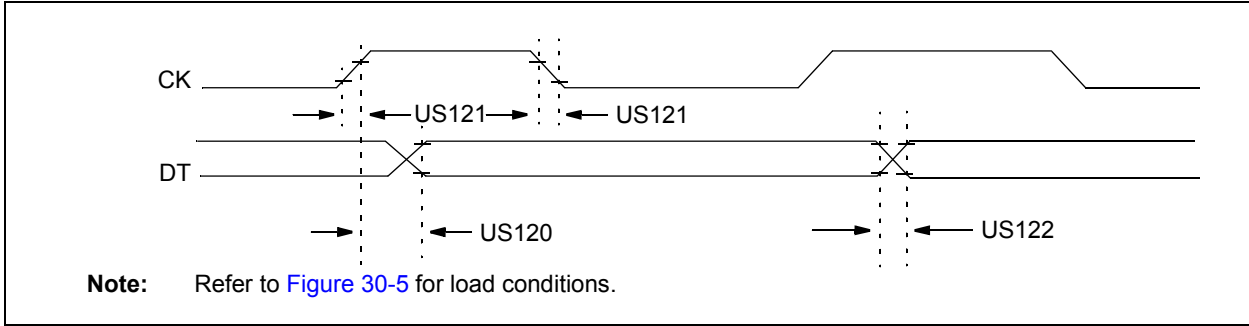 CK
US121 US121
DT
US120 US122
Note: Refer to Figure 30-5 for load conditions.